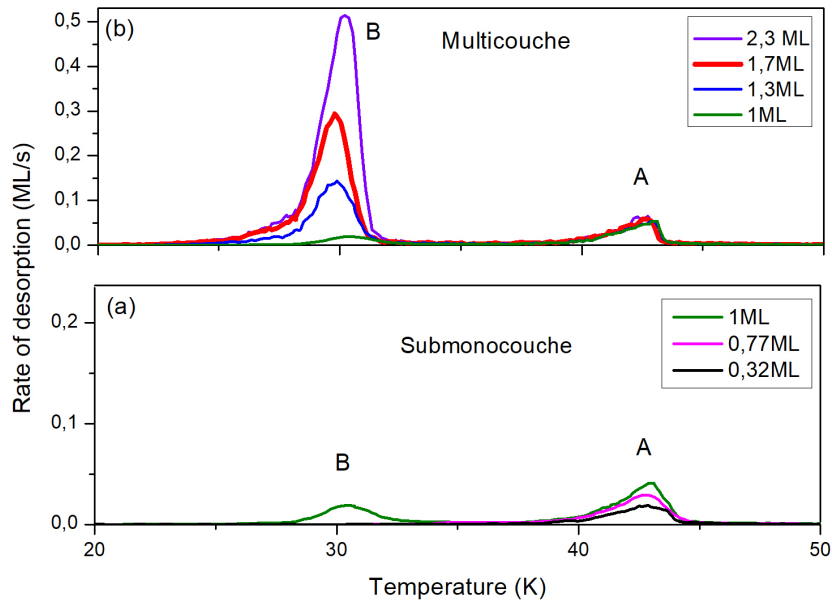 (b)
B
Multicouche
2,3 ML
1,7ML
1,3ML
1ML
A
0,5
0,4
0,3
0,2
0,1
0,0
Rate of desorption (ML/s)
(a)
Submonocouche
1ML
0,77ML
0,32ML
B
A
0,2
0,1
0,0
20
30
40
50
Temperature (K)